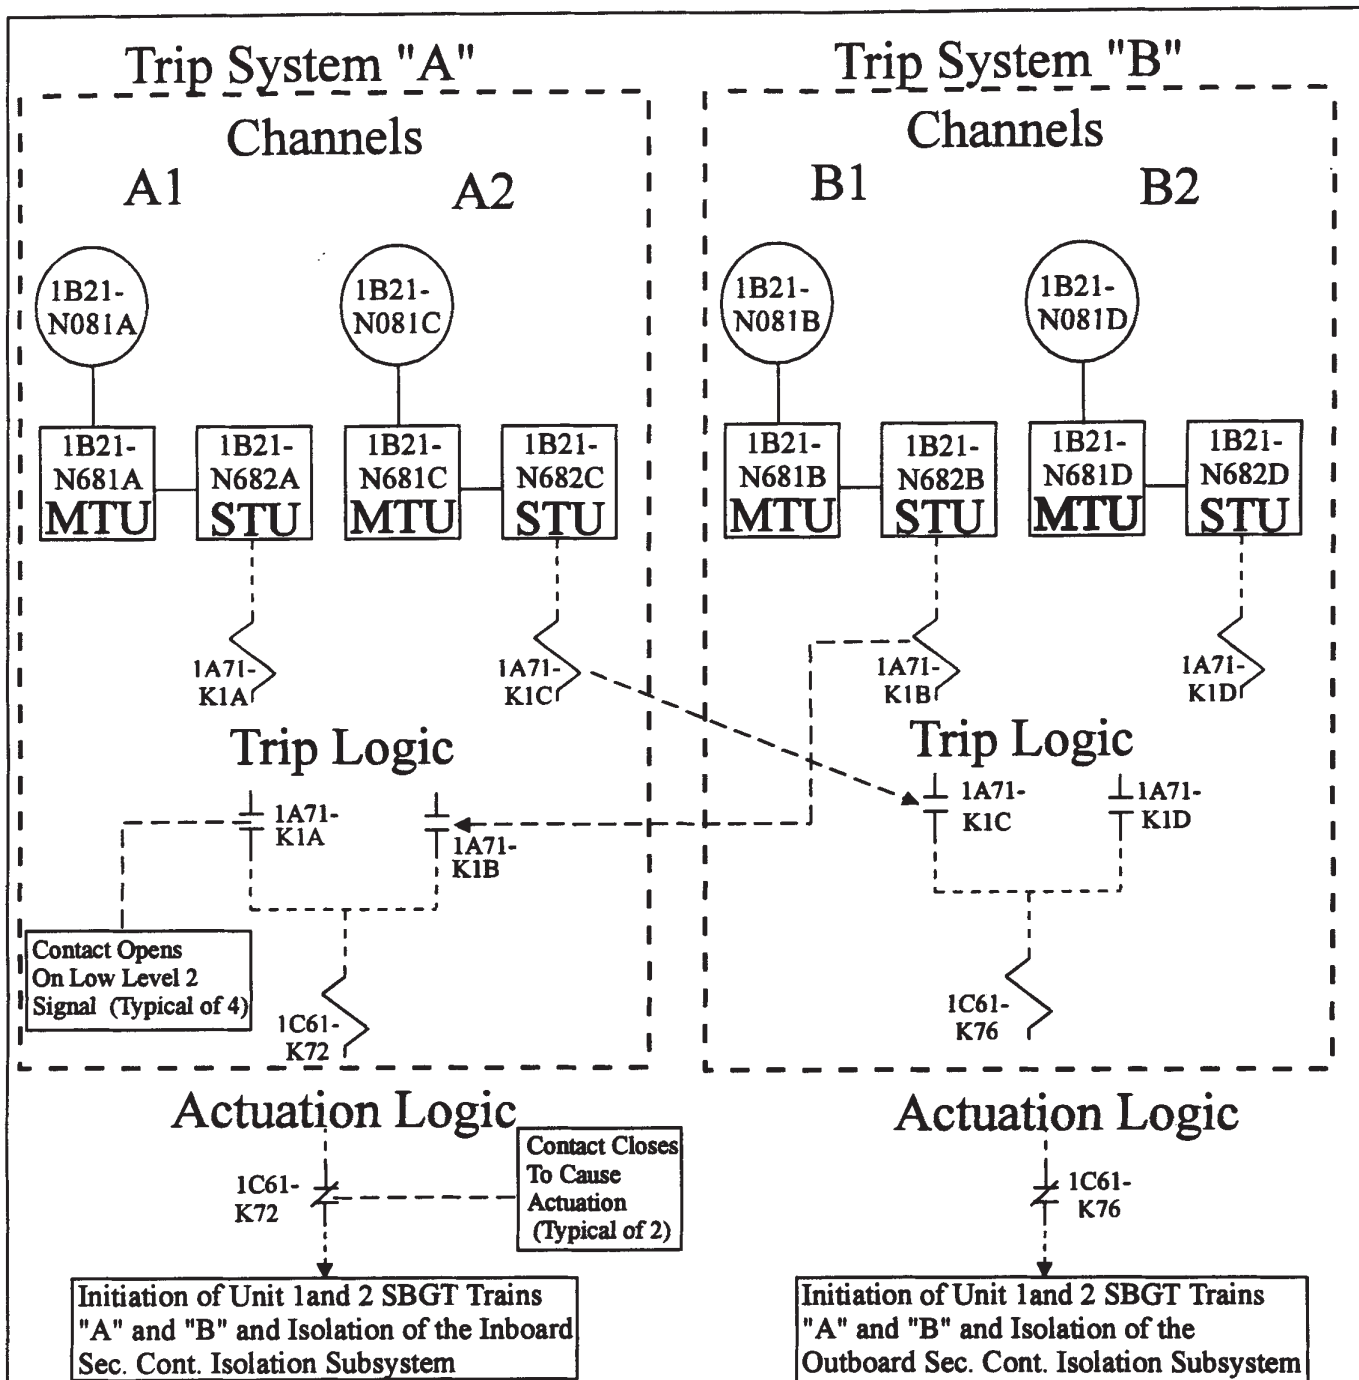 Trip System "A"
Channels
A1
A2
1B21-
N081A
1B21-
N081C
1B21-
N681A
MTU
1B21-
N682A
STU
1B21-
N681C
MTU
1B21-
N682C
STU
1A71-
K1A
1A71-
K1C
Trip Logic
1A71-
K1A
1A71-
K1B
Contact Opens
On Low Level 2
Signal (Typical of 4)
1C61-
K72
Trip System "B"
Channels
B1
B2
1B21-
N081B
1B21-
N081D
1B21-
N681B
MTU
1B21-
N682B
STU
1B21-
N681D
MTU
1B21-
N682D
STU
1A71-
K1B
1A71-
K1D
Trip Logic
1A71-
K1C
1A71-
K1D
1C61-
K76
Actuation Logic
1C61-
K72
Contact Closes
To Cause
Actuation
(Typical of 2)
Initiation of Unit 1and 2 SBGT Trains
"A" and "B" and Isolation of the Inboard
Sec. Cont. Isolation Subsystem
Actuation Logic
1C61-
K76
Initiation of Unit 1and 2 SBGT Trains
"A" and "B" and Isolation of the
Outboard Sec. Cont. Isolation Subsystem